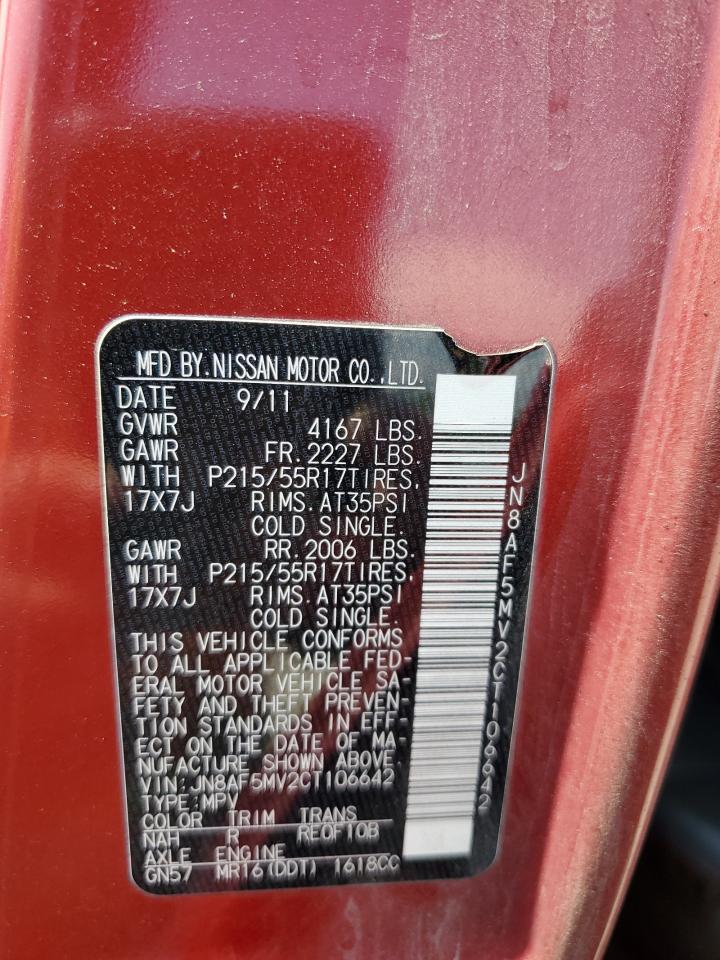 MFD BY. NISSAN MOTOR CO.,LTD.
DATE 9/11
GVWR 4167 LBS.
GAWR FR. 2227 LBS.
WITH P215/55R17TIRES,
17X7J RIMS. AT35PSI
COLD SINGLE.
GAWR RR. 2006 LBS.
WITH P215/55R17TIRES,
17X7J RIMS. AT35PSI
COLD SINGLE.
THIS VEHICLE CONFORMS
TO ALL APPLICABLE FED-
ERAL MOTOR VEHICLE SA-
FETY AND THEFT PREVEN-
TION STANDARDS IN EFF-
ECT ON THE DATE OF MA-
NUFACTURE SHOWN ABOVE.
VIN:JN8AF5MV2CT106642
TYPE:MPV
COLOR TRIM TRANS
NAH R RE0F10B
AXLE ENGINE
GN57 MR16(DDT) 1618CC
JN8AF5MV2CT106642